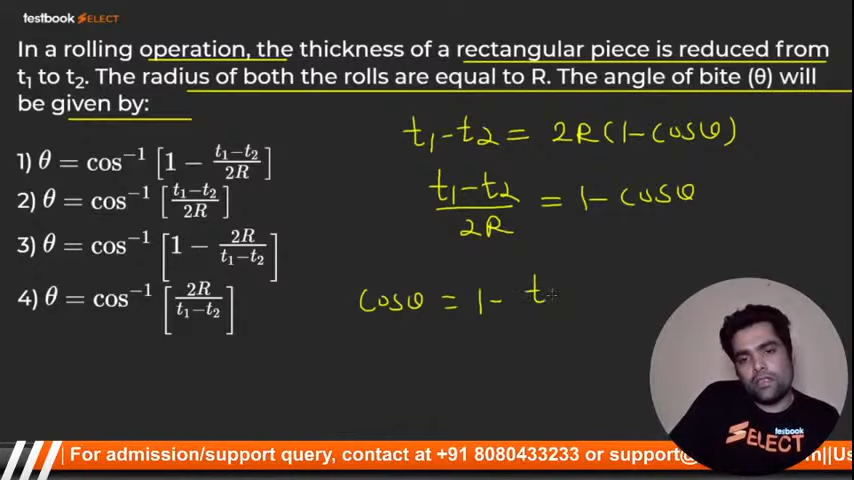 testbook SELECT
In a rolling operation, the thickness of a rectangular piece is reduced from
t₁ to t₂. The radius of both the rolls are equal to R. The angle of bite (θ) will
be given by:
1) θ = cos⁻¹ [1 − (t₁−t₂)/(2R)]
2) θ = cos⁻¹ [(t₁−t₂)/(2R)]
3) θ = cos⁻¹ [1 − (2R)/(t₁−t₂)]
4) θ = cos⁻¹ [(2R)/(t₁−t₂)]
t₁-t₂ = 2R(1-cosθ)
(t₁-t₂)/(2R) = 1-cosθ
cosθ = 1- t
testbook
SELECT
| For admission/support query, contact at +91 8080433233 or support@ m||Us